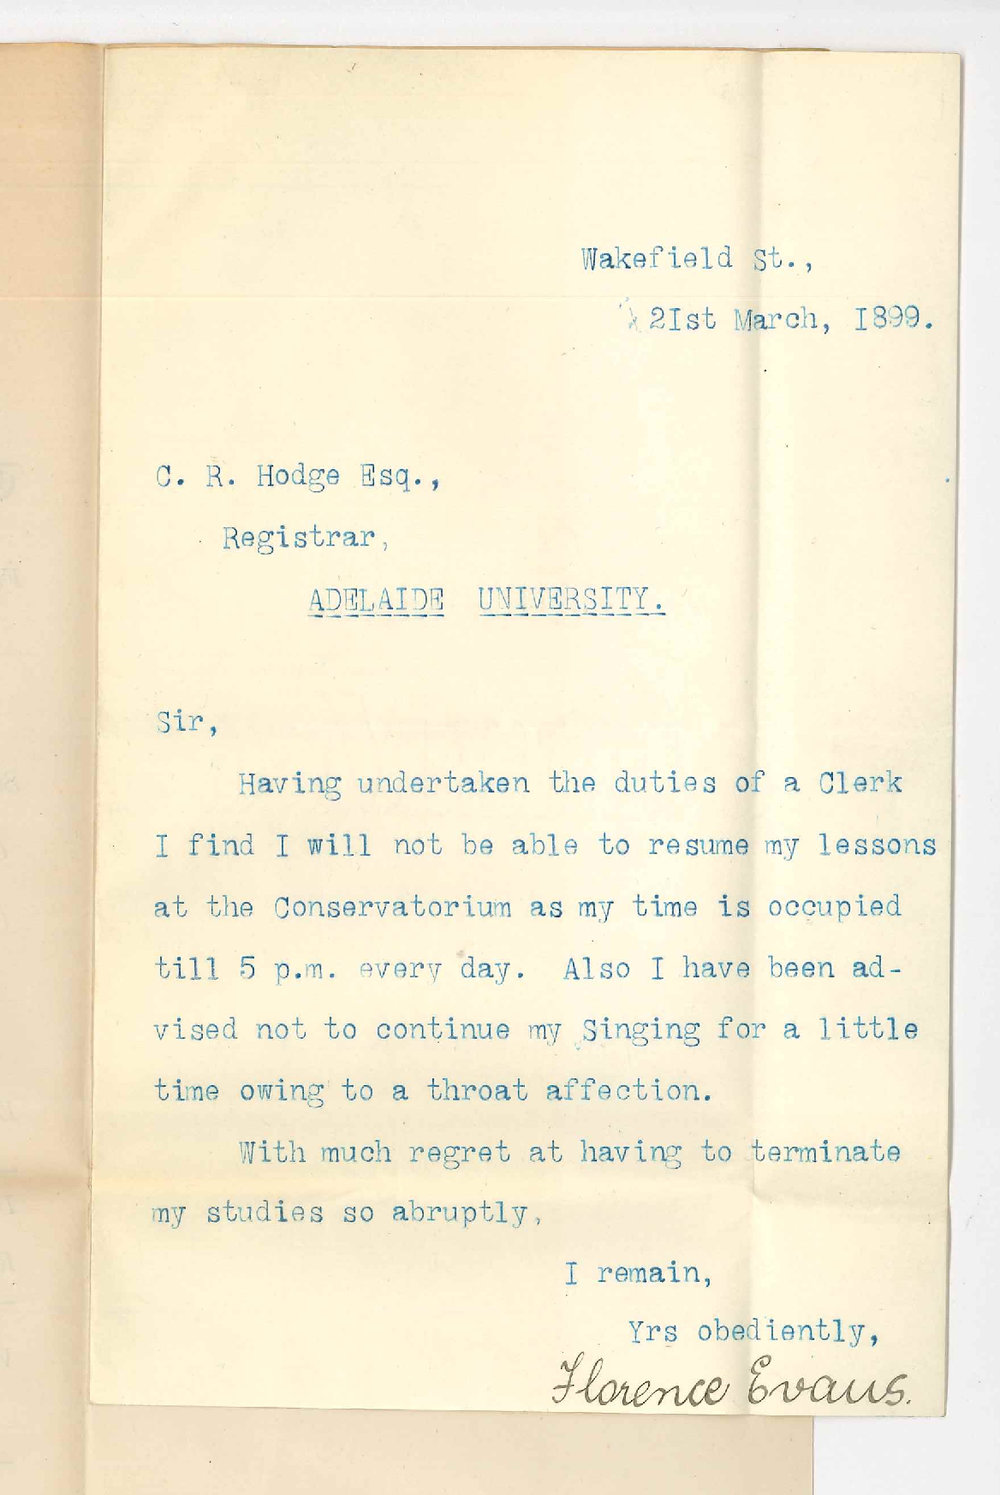 Wakefield St.,
2Ist March, I899.
C. R. Hodge Esq.,
Registrar,
ADELAIDE UNIVERSITY.
Sir,
Having undertaken the duties of a Clerk
I find I will not be able to resume my lessons
at the Conservatorium as my time is occupied
till 5 p.m. every day. Also I have been ad-
vised not to continue my Singing for a little
time owing to a throat affection.
With much regret at having to terminate
my studies so abruptly,
I remain,
Yrs obediently,
Florence Evans.